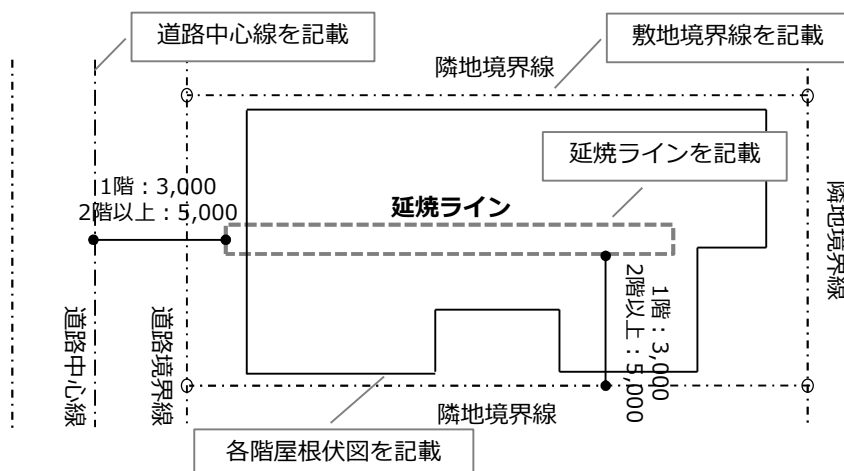 道路中心線を記載
敷地境界線を記載
隣地境界線
延焼ラインを記載
1階：3,000
2階以上：5,000
延焼ライン
隣地境界線
1階：3,000
2階以上：5,000
道路中心線
道路境界線
隣地境界線
各階屋根伏図を記載